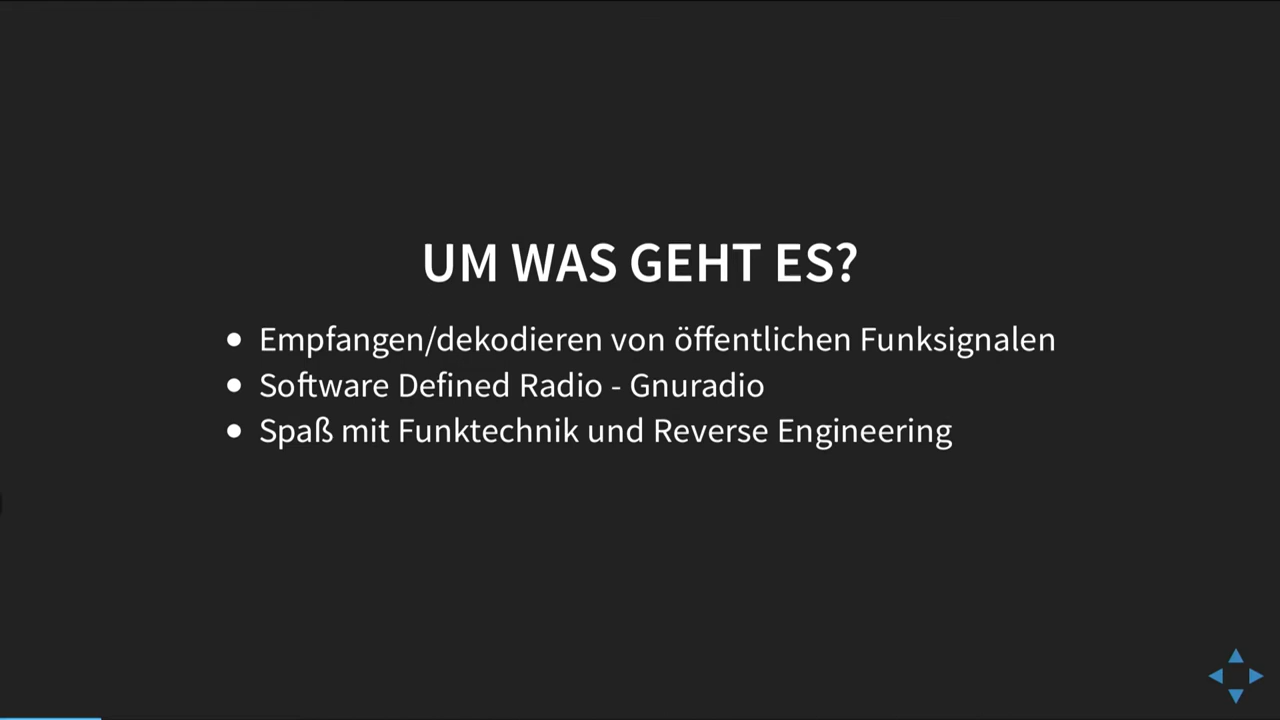 UM WAS GEHT ES?
• Empfangen/dekodieren von öffentlichen Funksignalen
• Software Defined Radio - Gnuradio
• Spaß mit Funktechnik und Reverse Engineering